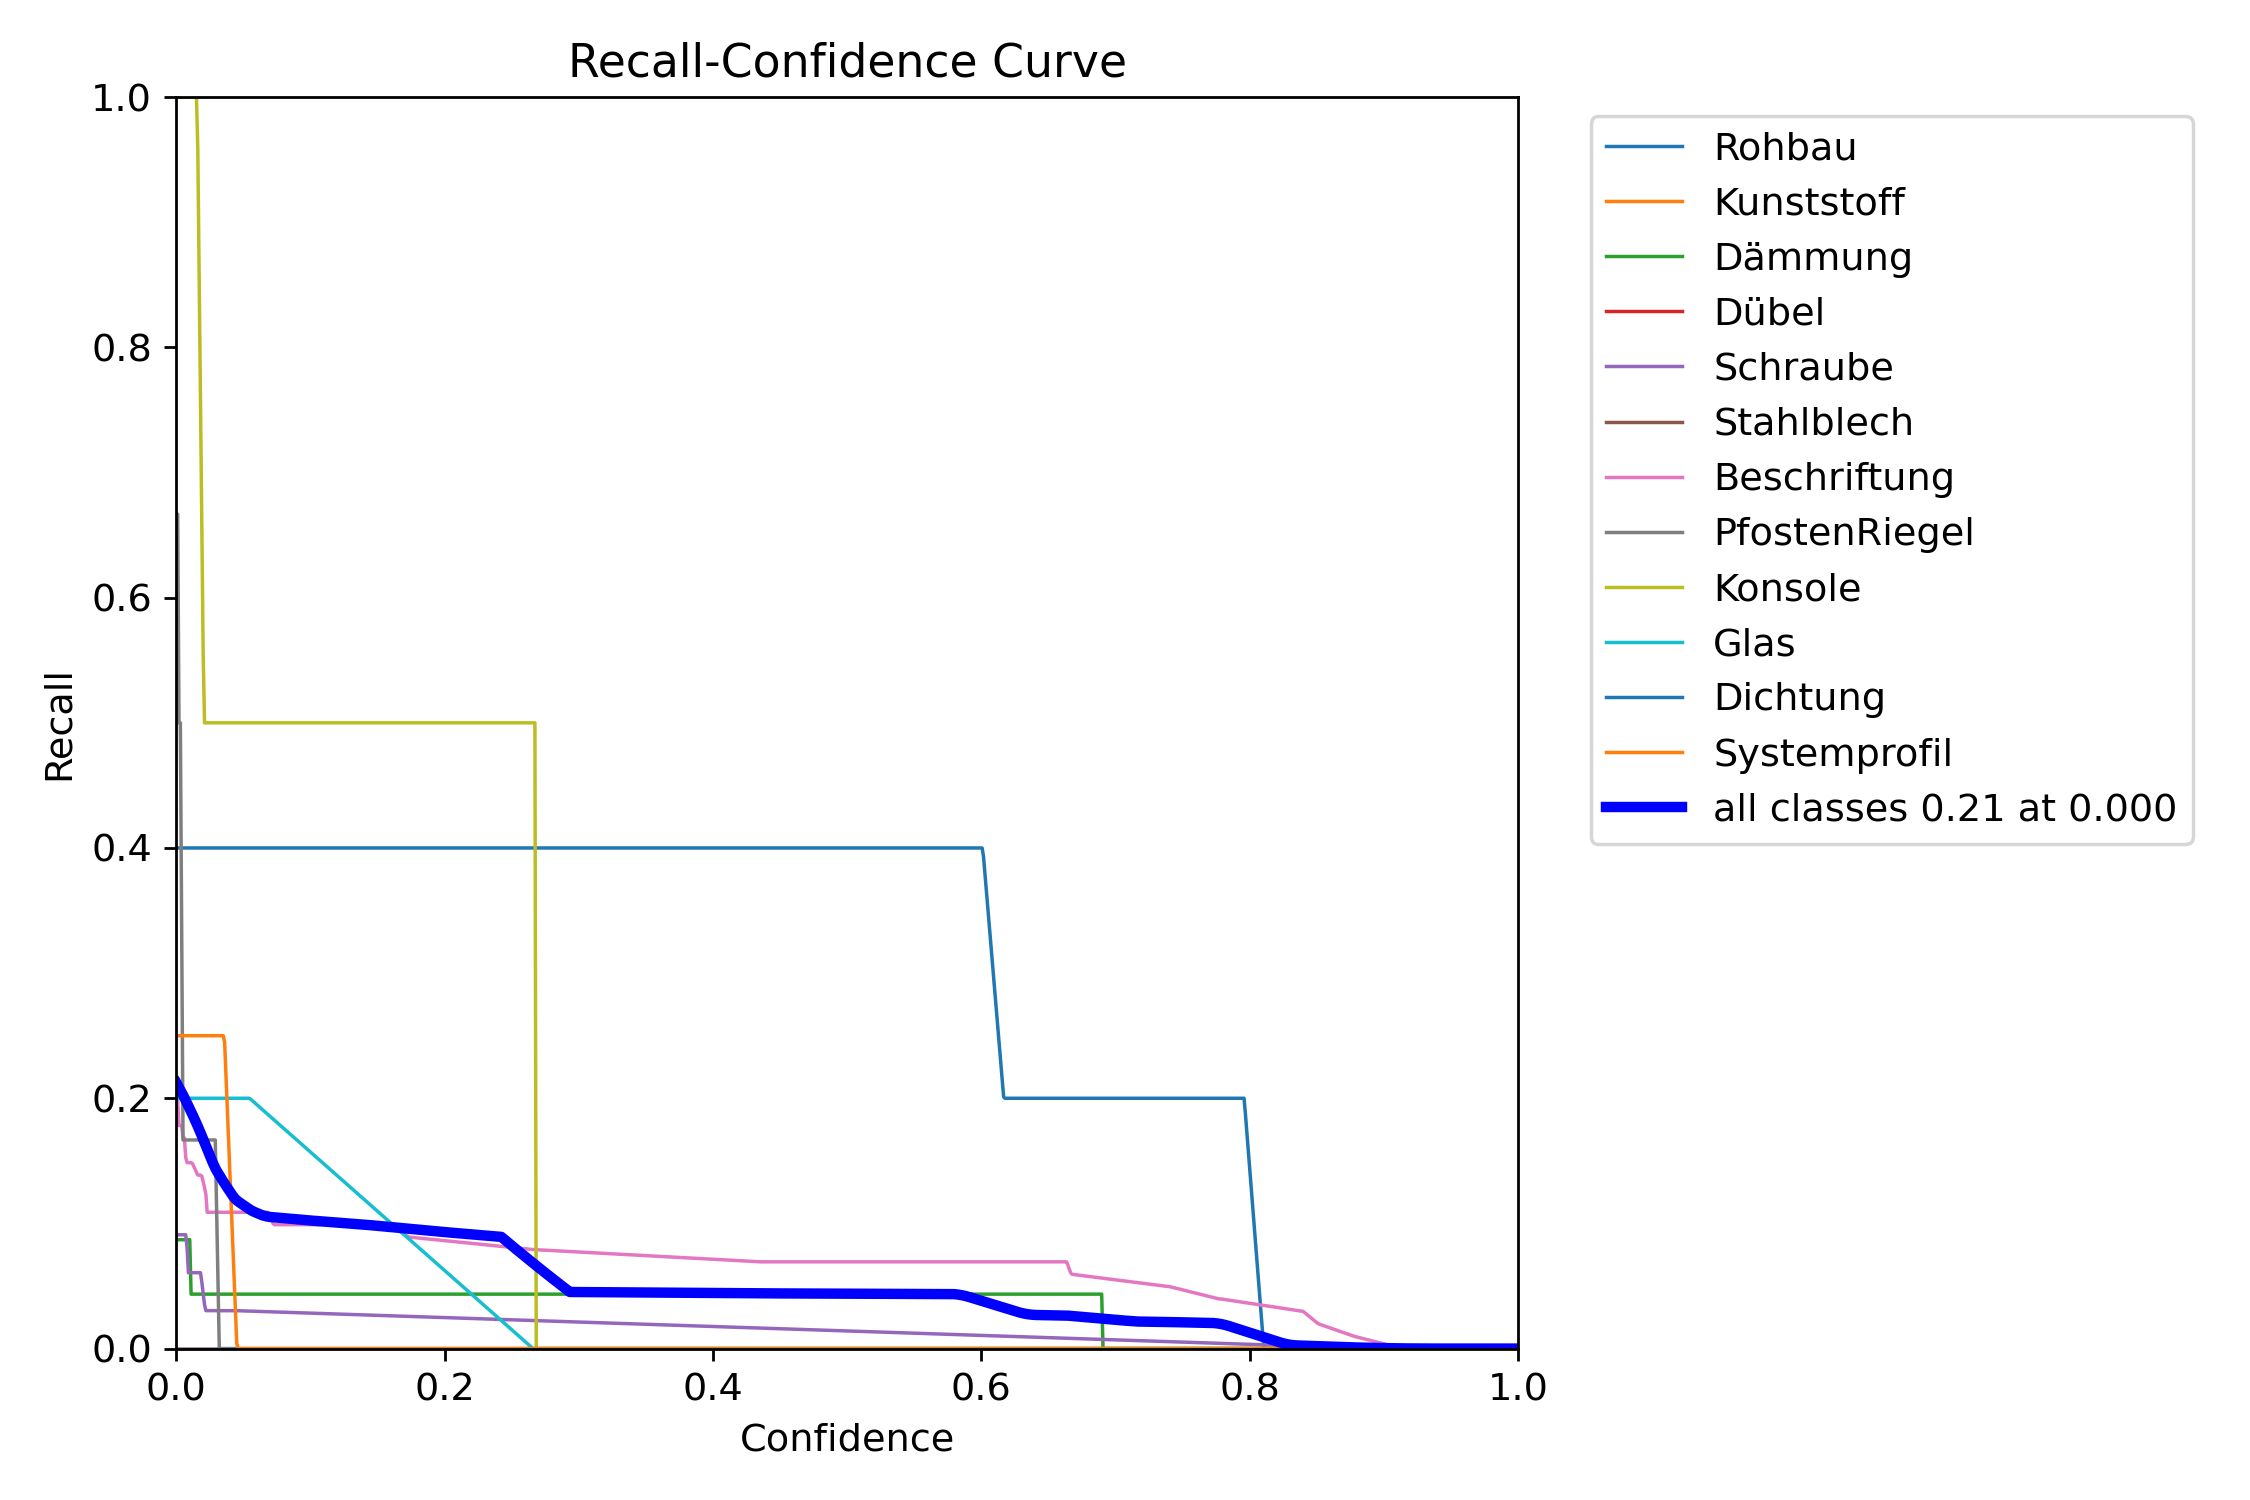 Recall-Confidence Curve
1.0
0.8
0.6
0.4
0.2
0.0
Recall
0.0 0.2 0.4 0.6 0.8 1.0
Confidence
Rohbau
Kunststoff
Dämmung
Dübel
Schraube
Stahlblech
Beschriftung
PfostenRiegel
Konsole
Glas
Dichtung
Systemprofil
all classes 0.21 at 0.000